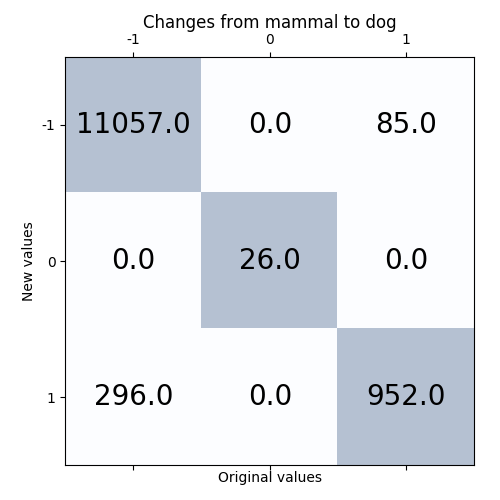 Changes from mammal to dog
-1 0 1
-1 11057.0 0.0 85.0
0 0.0 26.0 0.0
1 296.0 0.0 952.0
New values
Original values